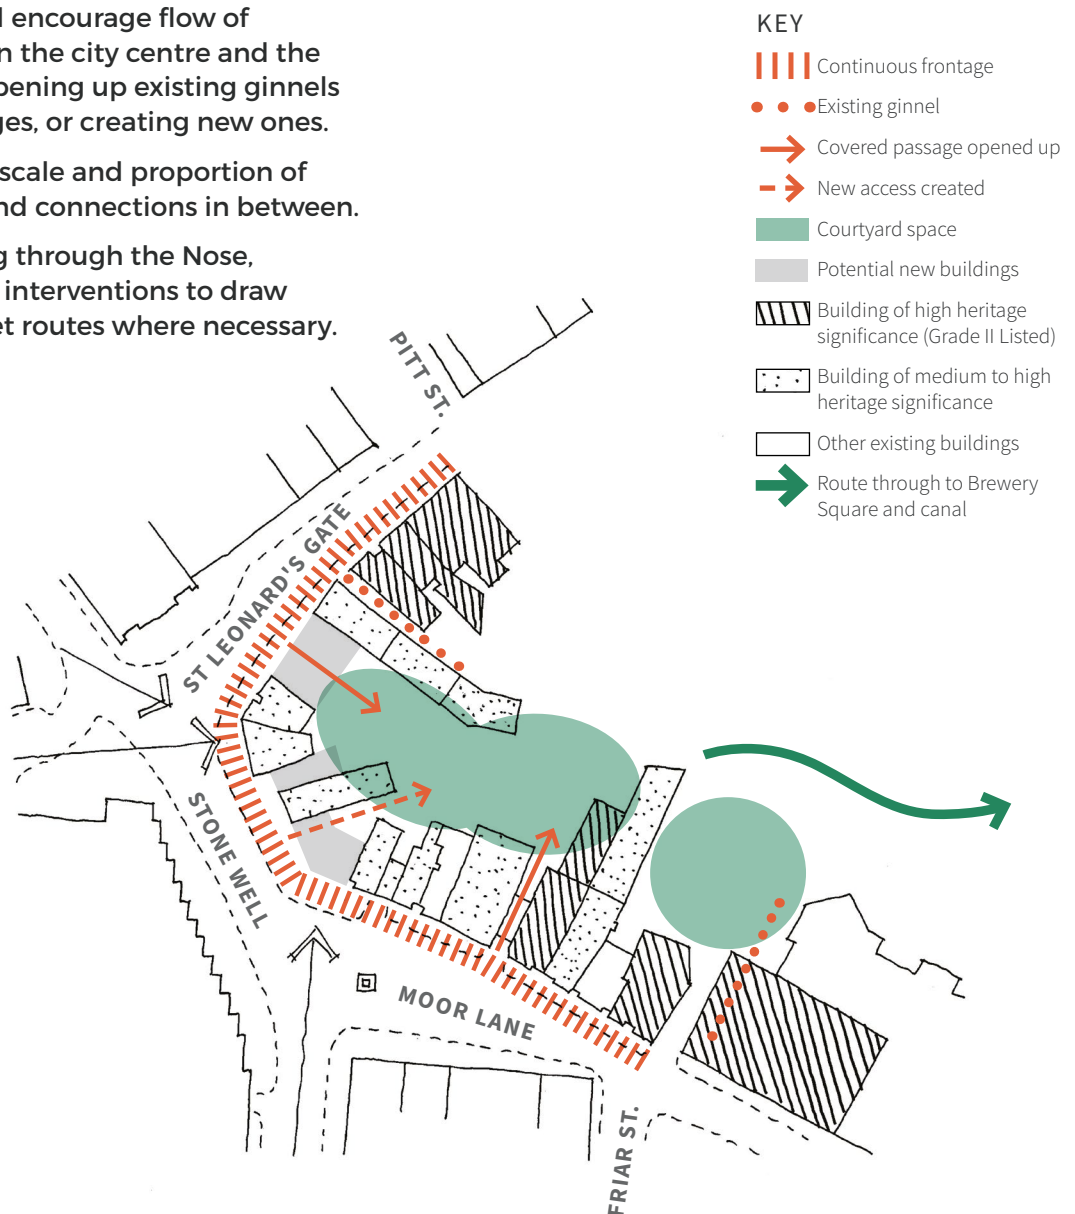 encourage flow of
the city centre and the
opening up existing ginnels
or creating new ones.
scale and proportion of
connections in between.
through the Nose,
interventions to draw
routes where necessary.
KEY
Continuous frontage
Existing ginnel
Covered passage opened up
New access created
Courtyard space
Potential new buildings
Building of high heritage
significance (Grade II Listed)
Building of medium to high
heritage significance
Other existing buildings
Route through to Brewery
Square and canal
PITT ST.
ST LEONARD'S GATE
STONE WELL
MOOR LANE
FRIAR ST.